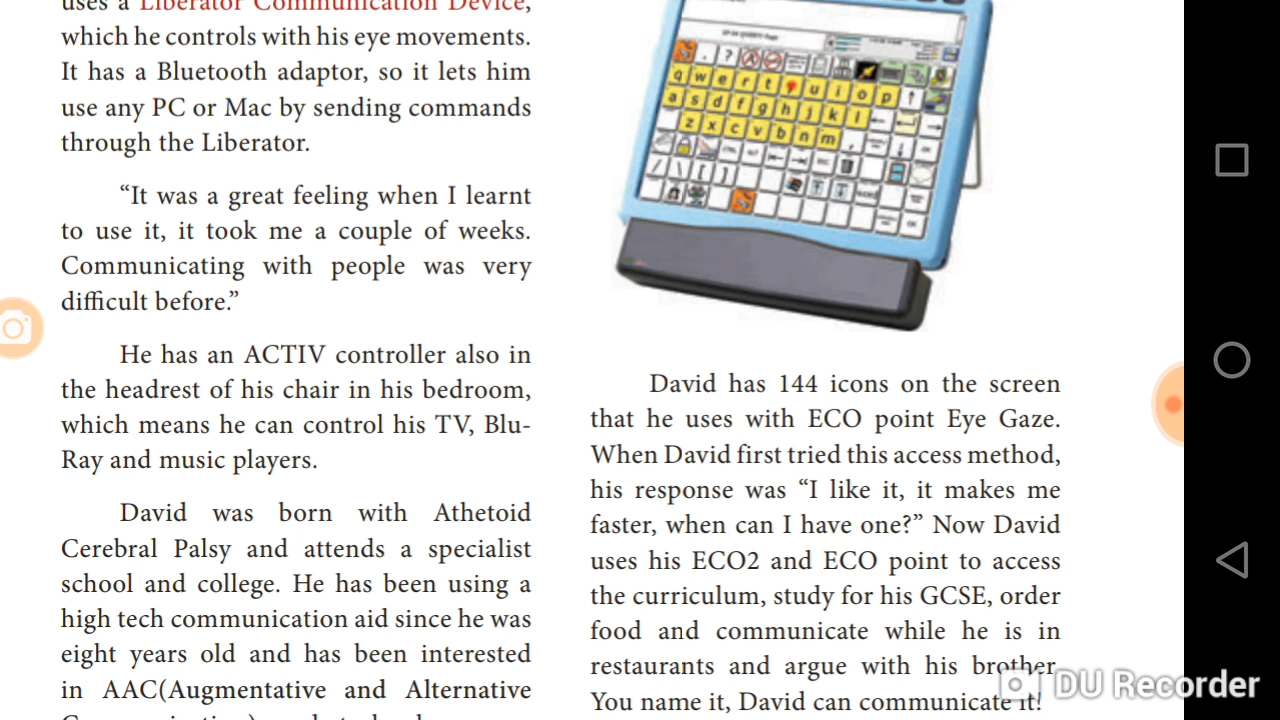 uses a Liberator Communication Device,
which he controls with his eye movements.
It has a Bluetooth adaptor, so it lets him
use any PC or Mac by sending commands
through the Liberator.
“It was a great feeling when I learnt
to use it, it took me a couple of weeks.
Communicating with people was very
difficult before.”
He has an ACTIV controller also in
the headrest of his chair in his bedroom,
which means he can control his TV, Blu-
Ray and music players.
David was born with Athetoid
Cerebral Palsy and attends a specialist
school and college. He has been using a
high tech communication aid since he was
eight years old and has been interested
in AAC(Augmentative and Alternative
. ?
q w e r t u i o p
a s d f g h j k l
z x c v b n m ,
/ \ [ ]
David has 144 icons on the screen
that he uses with ECO point Eye Gaze.
When David first tried this access method,
his response was “I like it, it makes me
faster, when can I have one?” Now David
uses his ECO2 and ECO point to access
the curriculum, study for his GCSE, order
food and communicate while he is in
restaurants and argue with his brother.
You name it, David can communicate it!
DU Recorder